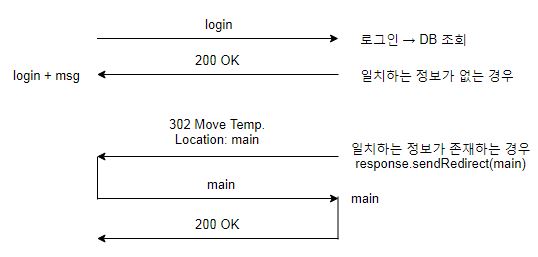 login
로그인 → DB 조회
200 OK
login + msg
일치하는 정보가 없는 경우
302 Move Temp.
Location: main
일치하는 정보가 존재하는 경우
response.sendRedirect(main)
main
main
200 OK